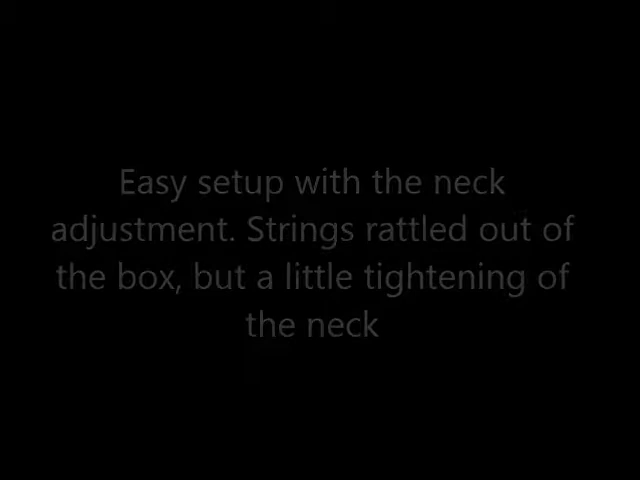 Easy setup with the neck
adjustment. Strings rattled out of
the box, but a little tightening of
the neck